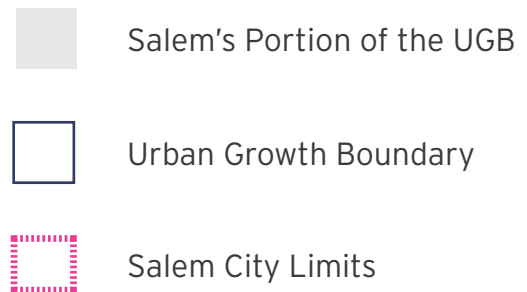 Salem's Portion of the UGB
Urban Growth Boundary
Salem City Limits